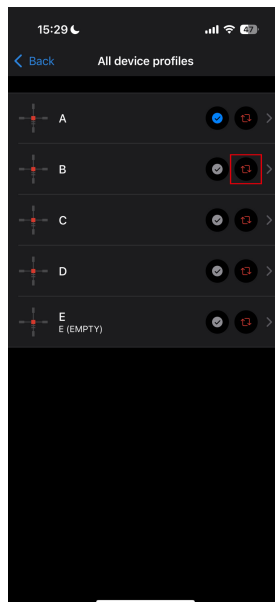 15:29
47
Back
All device profiles
A
B
C
D
E
E (EMPTY)